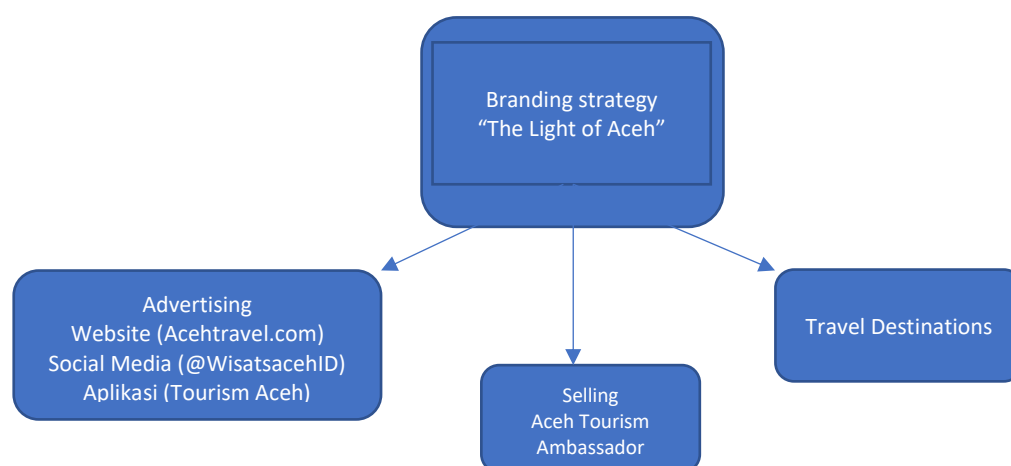 Branding strategy
“The Light of Aceh”
Advertising
Website (Acehtravel.com)
Social Media (@WisatsacehID)
Aplikasi (Tourism Aceh)
Selling
Aceh Tourism
Ambassador
Travel Destinations